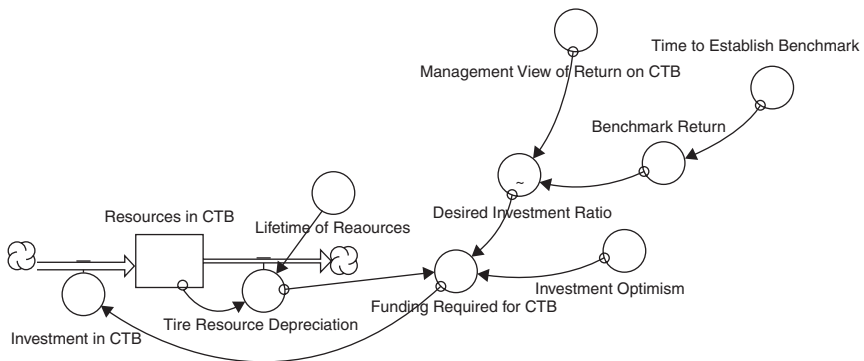 Time to Establish Benchmark
Management View of Return on CTB
Benchmark Return
~
Resources in CTB
Lifetime of Reaources
Desired Investment Ratio
Investment Optimism
Funding Required for CTB
Tire Resource Depreciation
Investment in CTB